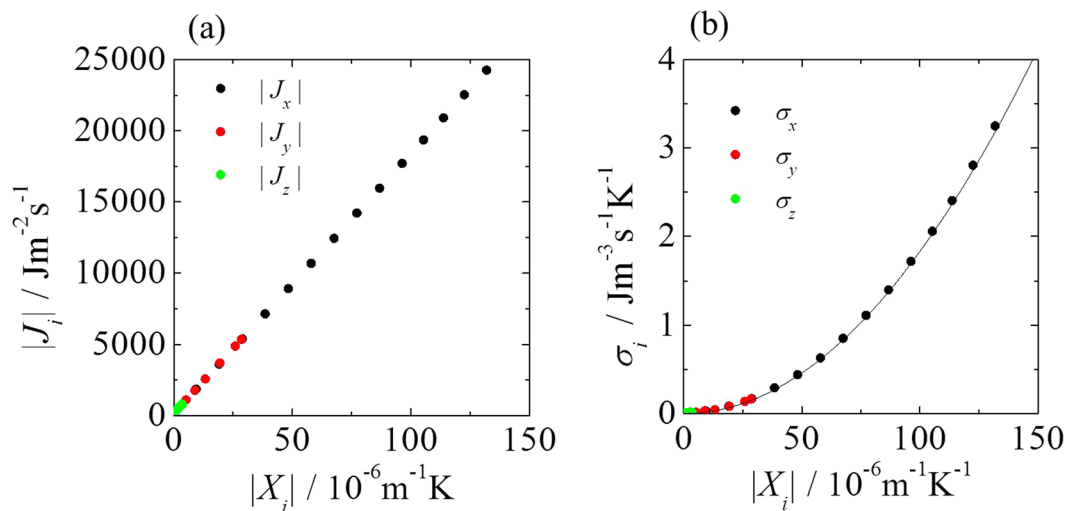 (a)
25000
20000
15000
10000
5000
0
|J_x|
|J_y|
|J_z|
|J_i| / Jm⁻²s⁻¹
0 50 100 150
|X_i| / 10⁻⁶m⁻¹K
(b)
4
3
2
1
0
σ_x
σ_y
σ_z
σ_i / Jm⁻³s⁻¹K⁻¹
0 50 100 150
|X_i| / 10⁻⁶m⁻¹K⁻¹